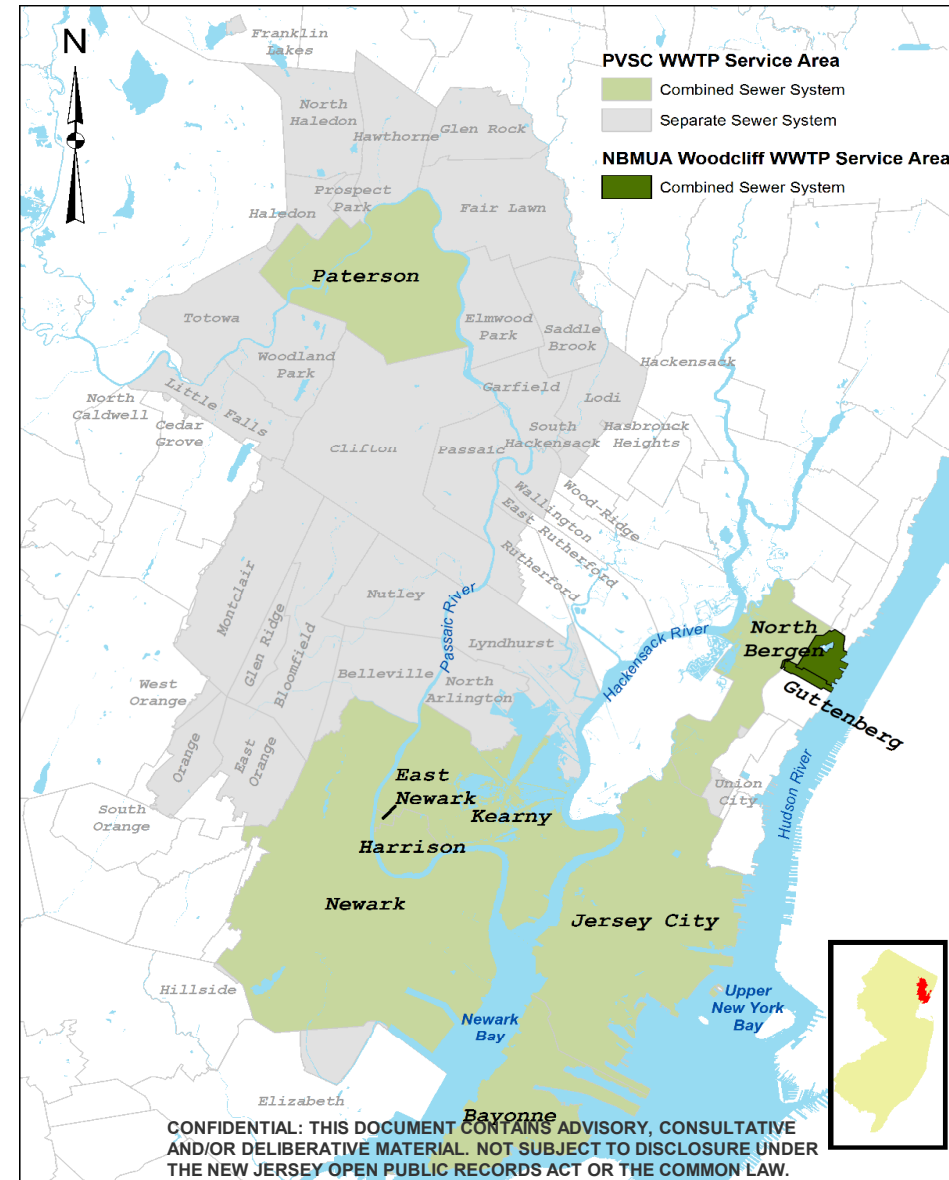 N
PVSC WWTP Service Area
Combined Sewer System
Separate Sewer System
NBMUA Woodcliff WWTP Service Area
Combined Sewer System
Franklin
Lakes
North
Haledon
Hawthorne
Glen Rock
Prospect
Park
Haledon
Fair Lawn
Paterson
Totowa
Elmwood
Park
Saddle
Brook
Woodland
Park
Hackensack
Little Falls
North
Caldwell
Cedar
Grove
Garfield
Lodi
Clifton
Passaic
South
Hackensack
Hasbrouck
Heights
Wallington
Wood-Ridge
East Rutherford
Rutherford
Montclair
Glen Ridge
Bloomfield
Nutley
Passaic River
Lyndhurst
Hackensack River
North
Bergen
Guttenberg
Belleville
North
Arlington
West
Orange
Orange
East
Orange
South
Orange
East
Newark
Kearny
Harrison
Union
City
Hudson River
Newark
Jersey City
Hillside
Newark
Bay
Upper
New York
Bay
Elizabeth
Bayonne
CONFIDENTIAL: THIS DOCUMENT CONTAINS ADVISORY, CONSULTATIVE
AND/OR DELIBERATIVE MATERIAL. NOT SUBJECT TO DISCLOSURE UNDER
THE NEW JERSEY OPEN PUBLIC RECORDS ACT OR THE COMMON LAW.